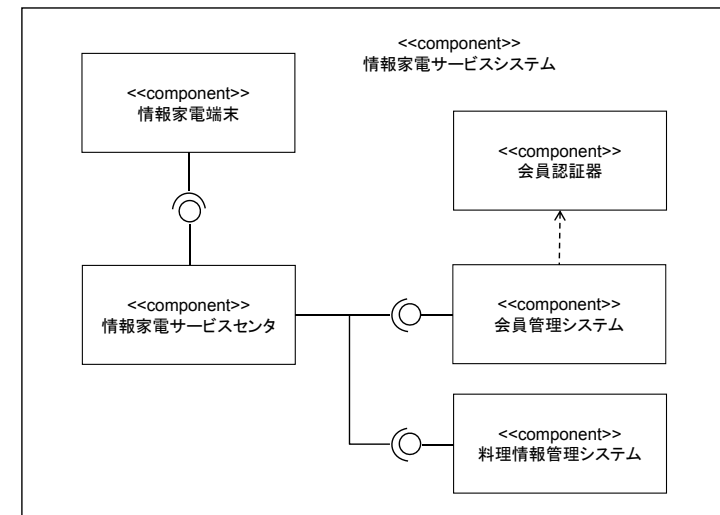 <<component>>
情報家電サービスシステム
<<component>>
情報家電端末
<<component>>
会員認証器
<<component>>
情報家電サービスセンタ
<<component>>
会員管理システム
<<component>>
料理情報管理システム